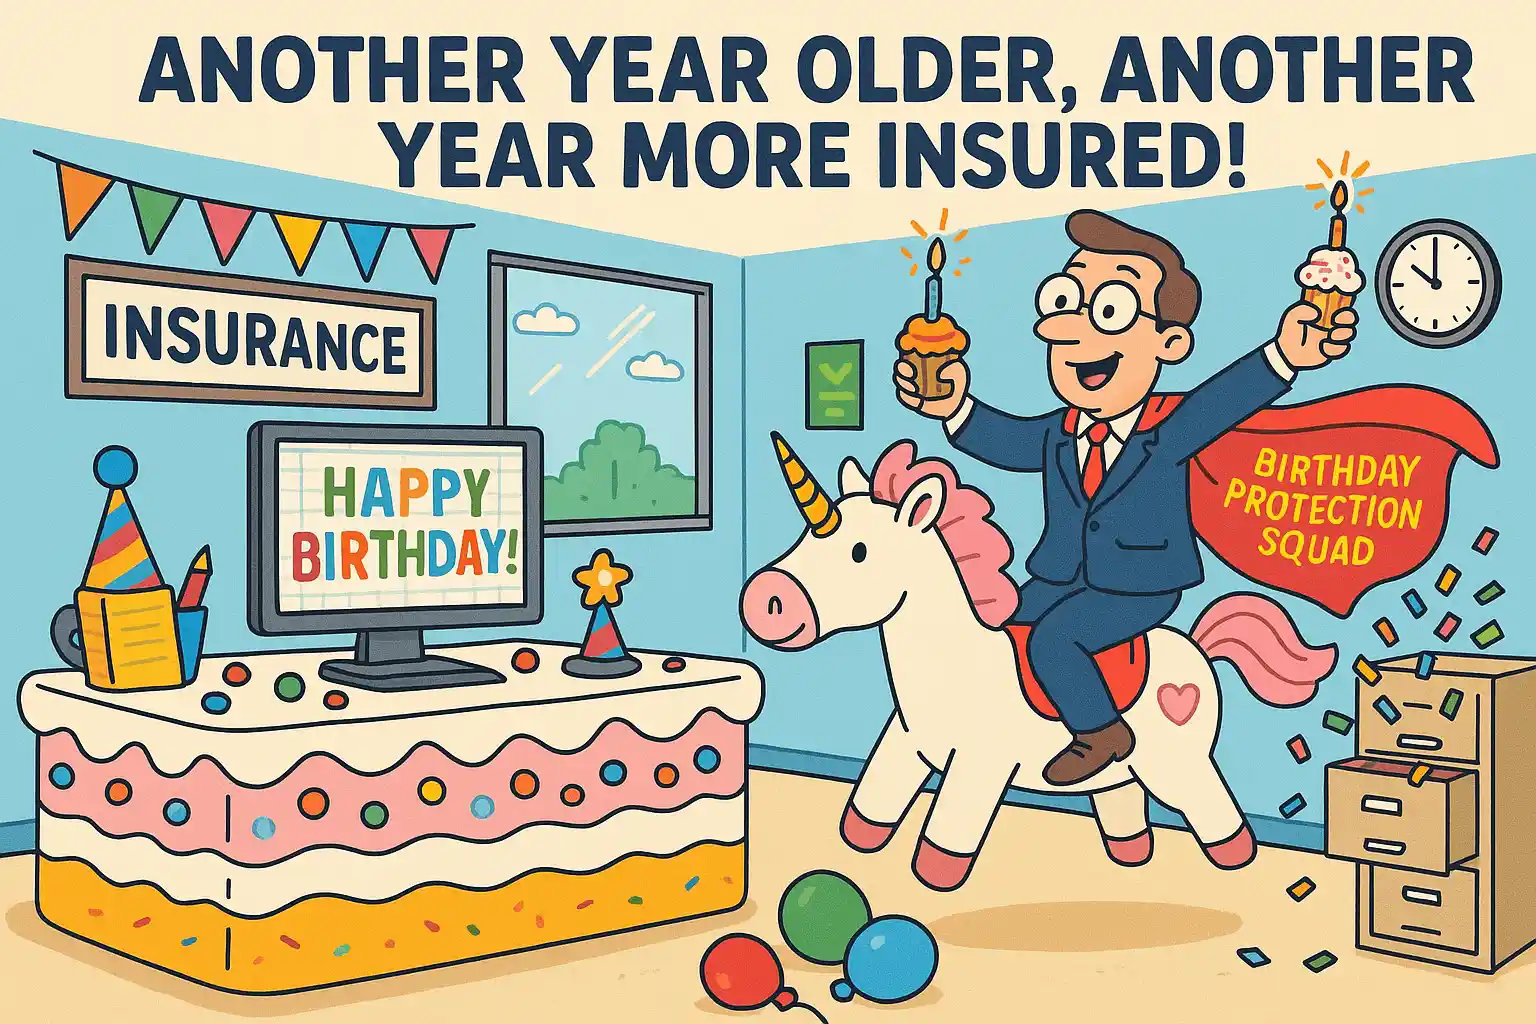 ANOTHER YEAR OLDER, ANOTHER
YEAR MORE INSURED!
INSURANCE
HAPPY
BIRTHDAY!
BIRTHDAY
PROTECTION
SQUAD